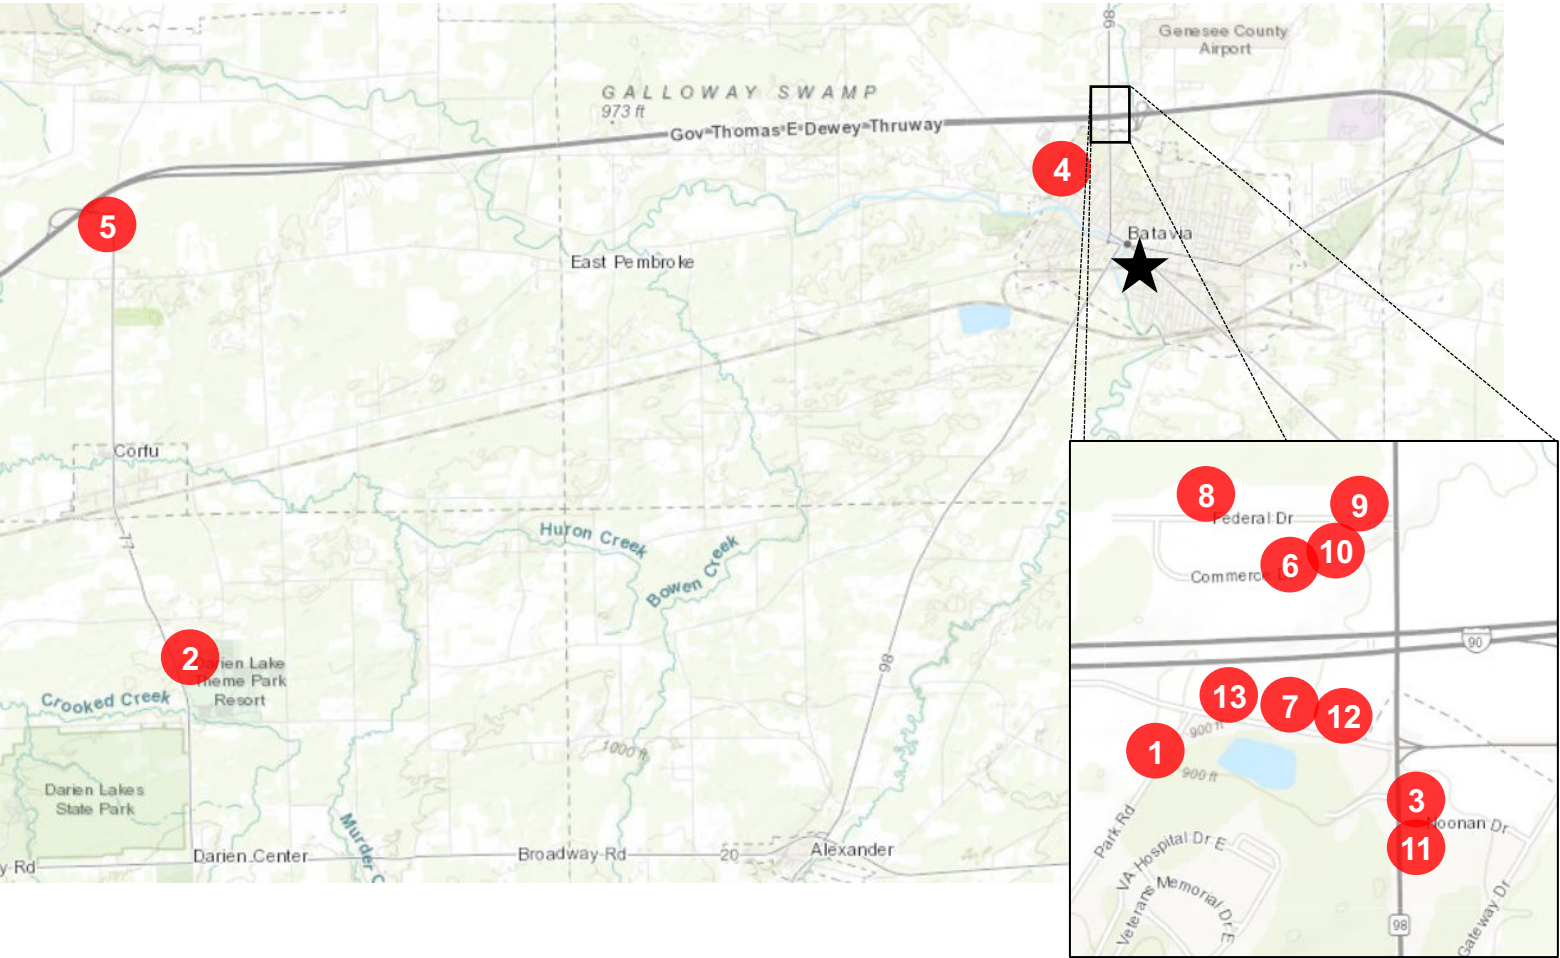 98
Genesee County
Airport
GALLOWAY SWAMP
973 ft
Gov Thomas E Dewey Thruway
4
5
Batavia
East Pembroke
Corfu
77
Huron Creek
Bowen Creek
2
Darien Lake
Theme Park
Resort
Crooked Creek
98
1000 ft
Darien Lakes
State Park
Murder C
y Rd
Darien Center
Broadway Rd
20
Alexander
8
9
Federal Dr
10
6
Commerce
90
13
7
12
900 ft
1
900 ft
3
Noonan Dr
11
Park Rd
VA Hospital Dr E
Veterans Memorial Dr E
98
Gateway Dr